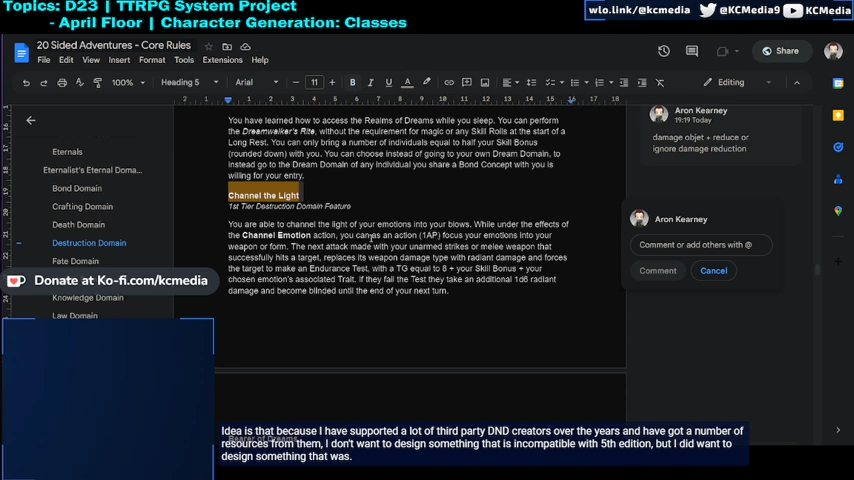 Topics: D23 | TTRPG System Project
- April Floor | Character Generation: Classes
wlo.link/@kcmedia
@KCMedia9
KCMedia
20 Sided Adventures - Core Rules
File Edit View Insert Format Tools Extensions
Share
100%
Heading 5
Arial
11
Editing
Eternals
Eternalist's Eternal Doma...
Bond Domain
Crafting Domain
Death Domain
Destruction Domain
Fate Domain
Knowledge Domain
Law Domain
Donate at Ko-fi.com/kcmedia
You have learned how to access the Realms of Dreams while you sleep. You can perform
the Dreamwalker's Rite, without the requirement for magic or any Skill Rolls at the start of a
Long Rest. You can only bring a number of individuals equal to half your Skill Bonus
(rounded down) with you. You can choose instead of going to your own Dream Domain, to
instead go to the Dream Domain of any Individual you share a Bond Concept with you is
willing for your entry.
Channel the Light
1st Tier Destruction Domain Feature
You are able to channel the light of your emotions into your blows. While under the effects of
the Channel Emotion action, you can as an action (1AP) focus your emotions into your
weapon or form. The next attack made with your unarmed strikes or melee weapon that
successfully hits a target, replaces its weapon damage type with radiant damage and forces
the target to make an Endurance Test, with a TG equal to 8 + your Skill Bonus + your
chosen emotion's associated Trait. If they fail the Test they take an additional 1d6 radiant
damage and become blinded until the end of your next turn.
Bearer of Dreams
Aron Kearney
19:19 Today
damage objet + reduce or
ignore damage reduction
Aron Kearney
Comment or add others with @
Comment
Cancel
Idea is that because I have supported a lot of third party DND creators over the years and have got a number of
resources from them, I don't want to design something that is incompatible with 5th edition, but I did want to
design something that was.